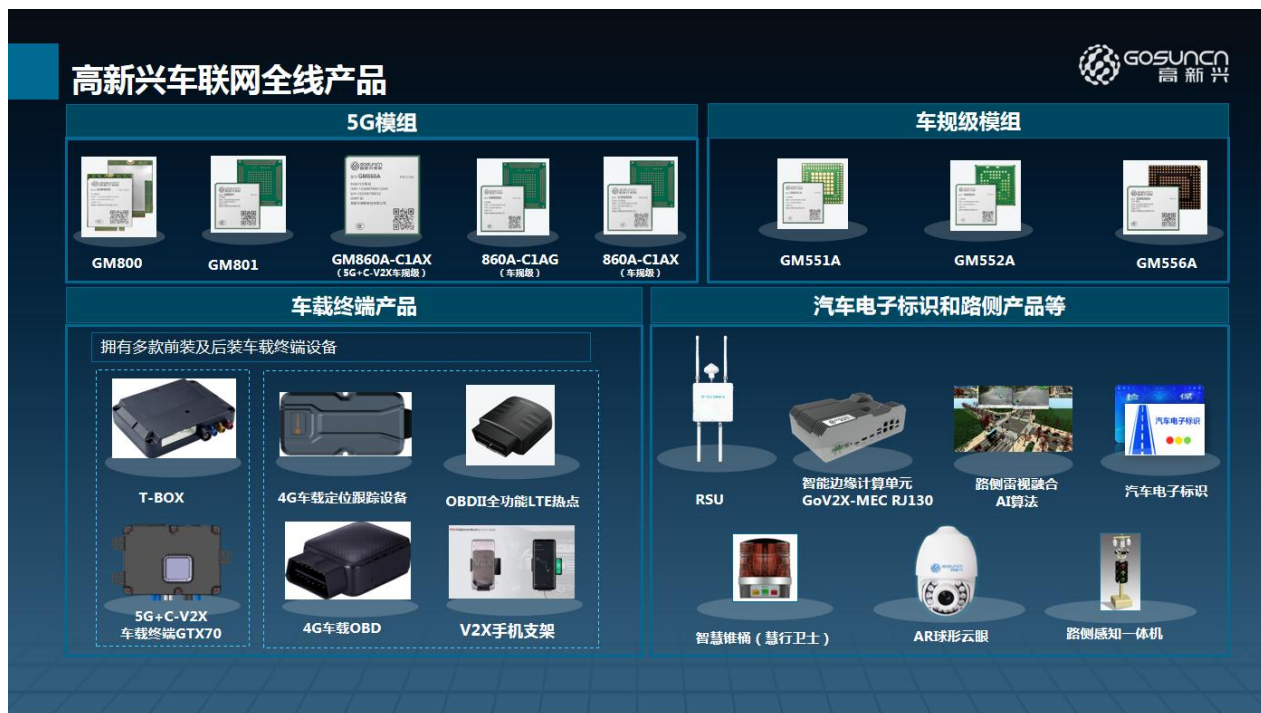 高新兴车联网全线产品
GOSUNCN
高新兴
5G模组
GM860A
GM800
GM801
GM860A-C1AX
（5G+C-V2X车规级）
860A-C1AG
（车规级）
860A-C1AX
（车规级）
车规级模组
GM551A
GM552A
GM556A
车载终端产品
拥有多款前装及后装车载终端设备
T-BOX
4G车载定位跟踪设备
OBDII全功能LTE热点
5G+C-V2X
车载终端GTX70
4G车载OBD
V2X手机支架
汽车电子标识和路侧产品等
RSU
智能边缘计算单元
GoV2X-MEC RJ130
路侧雷视融合
AI算法
检 保
汽车电子标识
汽车电子标识
智慧锥桶（慧行卫士）
AR球形云眼
路侧感知一体机